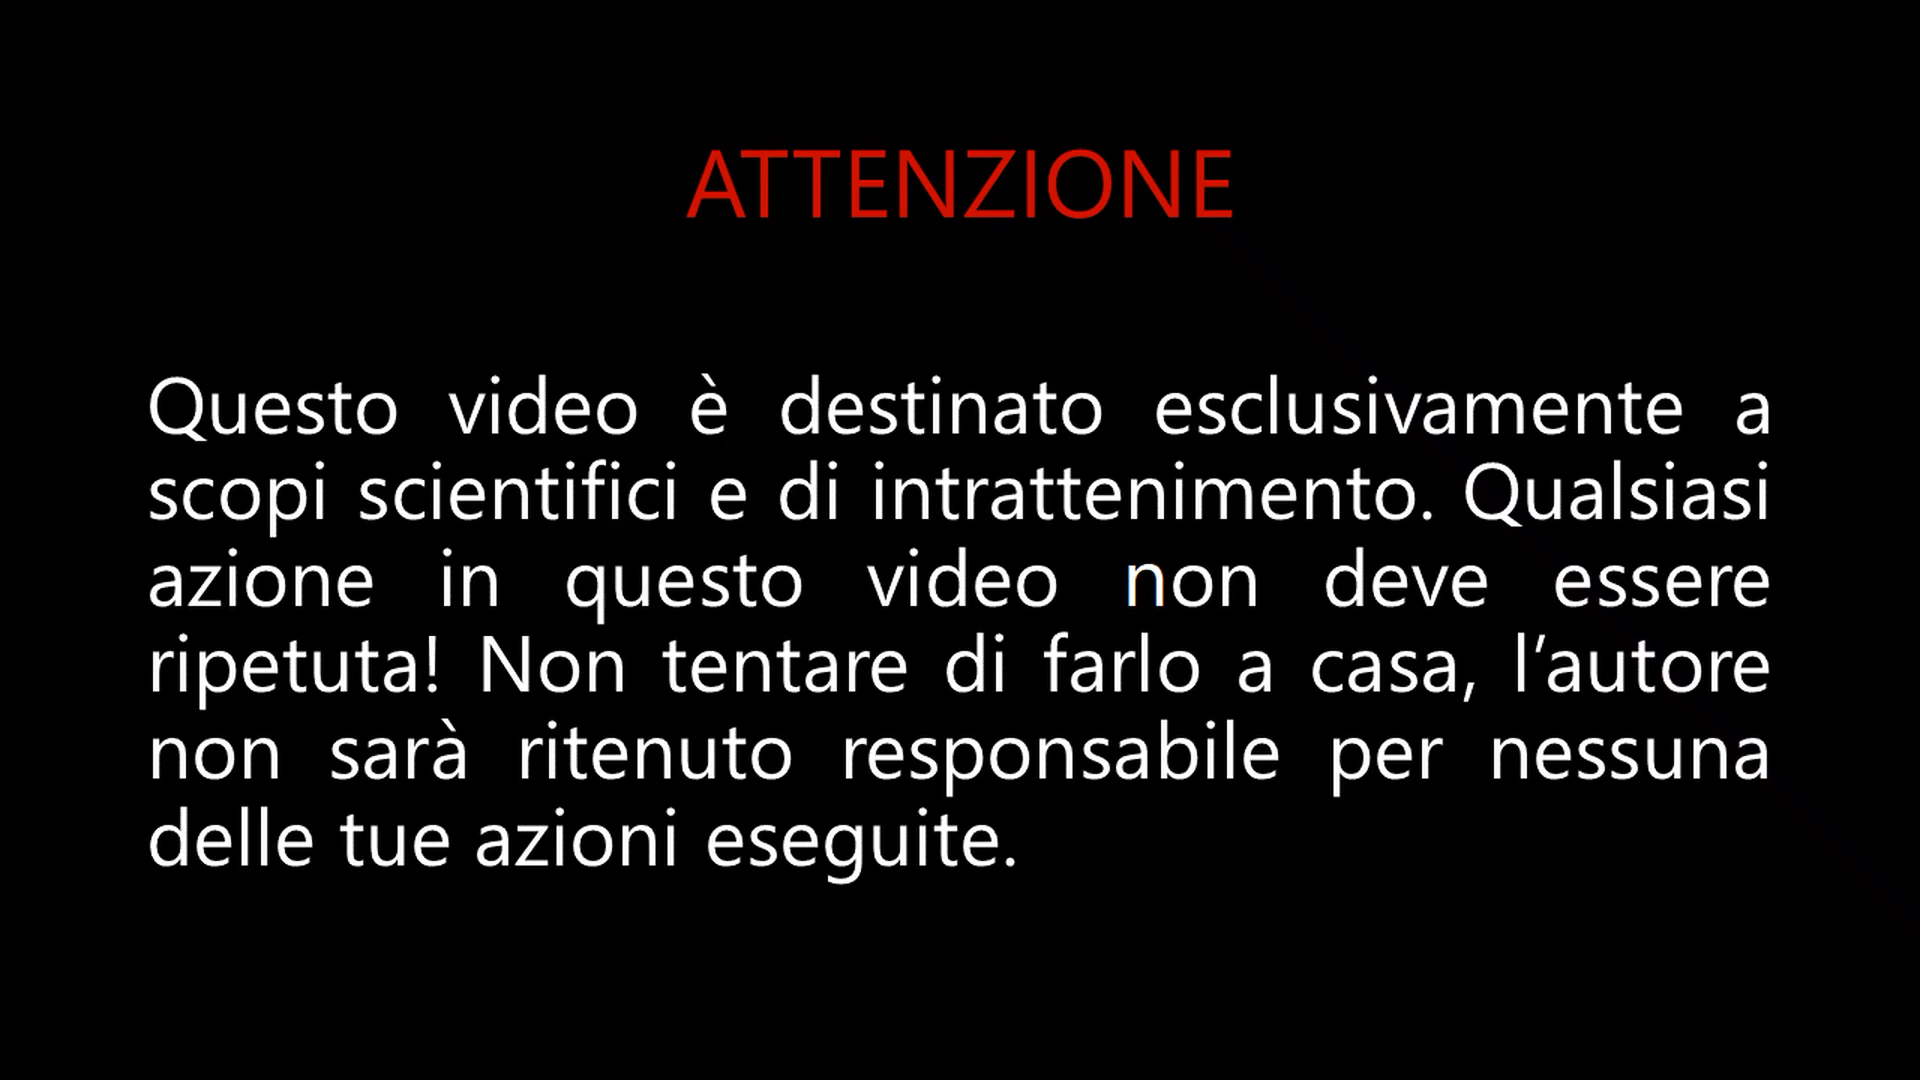 ATTENZIONE
Questo video è destinato esclusivamente a
scopi scientifici e di intrattenimento. Qualsiasi
azione in questo video non deve essere
ripetuta! Non tentare di farlo a casa, l’autore
non sarà ritenuto responsabile per nessuna
delle tue azioni eseguite.